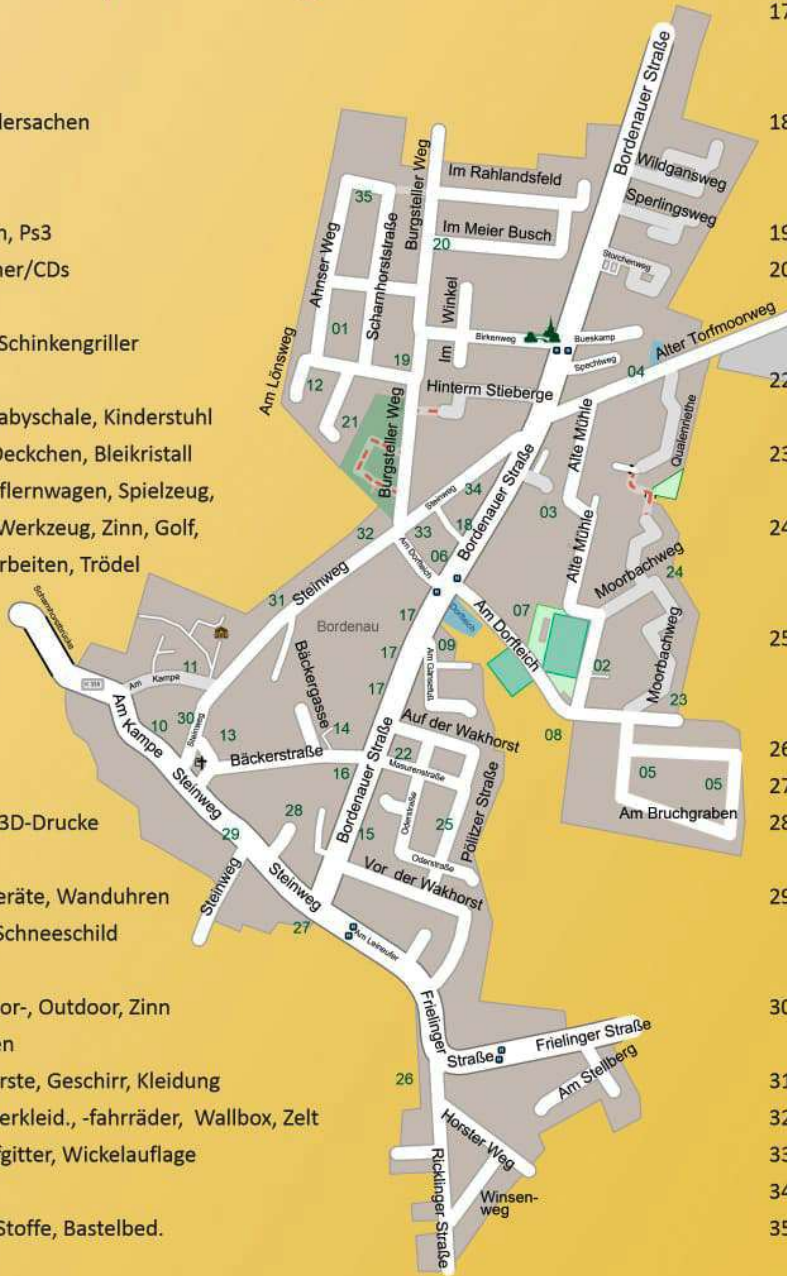 17
dersachen
18
n, Ps3
19
ner/CDs
20
Schinkengriller
22
abyschale, Kinderstuhl
Deckchen, Bleikristall
23
flernwagen, Spielzeug,
Werkzeug, Zinn, Golf,
24
rbeiten, Trödel
25
26
27
3D-Drucke
28
eräte, Wanduhren
29
Schneeschild
or-, Outdoor, Zinn
30
en
rste, Geschirr, Kleidung
31
erkleid., -fahrräder, Wallbox, Zelt
32
fgitter, Wickelauflage
33
34
Stoffe, Bastelbed.
35
Bordenauer Straße
Wildgansweg
Sperlingsweg
Storchenweg
Im Rahlandsfeld
Burgsteller Weg
35
Im Meier Busch
20
Ahnser Weg
Scharnhorststraße
01
Im Winkel
Birkenweg
Bueskamp
Spechtweg
Alter Torfmoorweg
04
Am Lönsweg
19
12
Hinterm Stieberge
21
Burgsteller Weg
Alte Mühle
Qualenriethe
Steinweg
34
Bordenauer Straße
03
32
33
18
Am Dorfteich
06
Alte Mühle
Moorbachweg
24
Steinweg
31
Scharnhorstbrücke
Bordenau
17
Dorfteich
Am Dorfteich
07
09
17
Am Gänsefuß
17
02
Moorbachweg
23
11
Am Kampe
Bäckergasse
10
30
Steinweg
13
14
Auf der Wakhorst
08
Am Kampe
Bäckerstraße
22
Masurenstraße
16
Bordenauer Straße
Pölitzer Straße
05
05
Am Bruchgraben
Steinweg
28
15
Oderstraße
25
29
Oderstraße
Vor der Wakhorst
Steinweg
Steinweg
27
Am Leineufer
Frielinger
Straße
Frielinger Straße
26
Am Stellberg
Horster Weg
Ricklinger Straße
Winsen-
weg